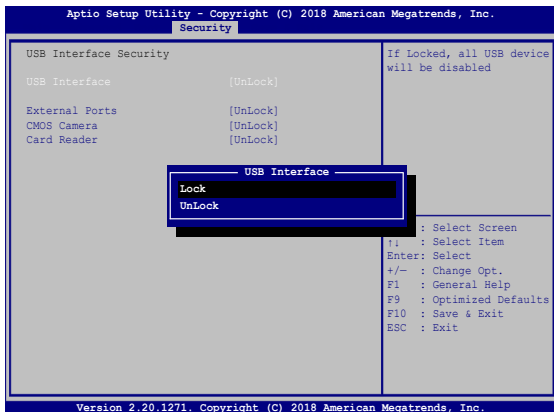 Aptio Setup Utility - Copyright (C) 2018 American Megatrends, Inc.
Security
USB Interface Security
USB Interface [UnLock]
External Ports [UnLock]
CMOS Camera [UnLock]
Card Reader [UnLock]
If Locked, all USB device
will be disabled
USB Interface
Lock
UnLock
: Select Screen
↑↓ : Select Item
Enter: Select
+/— : Change Opt.
F1 : General Help
F9 : Optimized Defaults
F10 : Save & Exit
ESC : Exit
Version 2.20.1271. Copyright (C) 2018 American Megatrends, Inc.